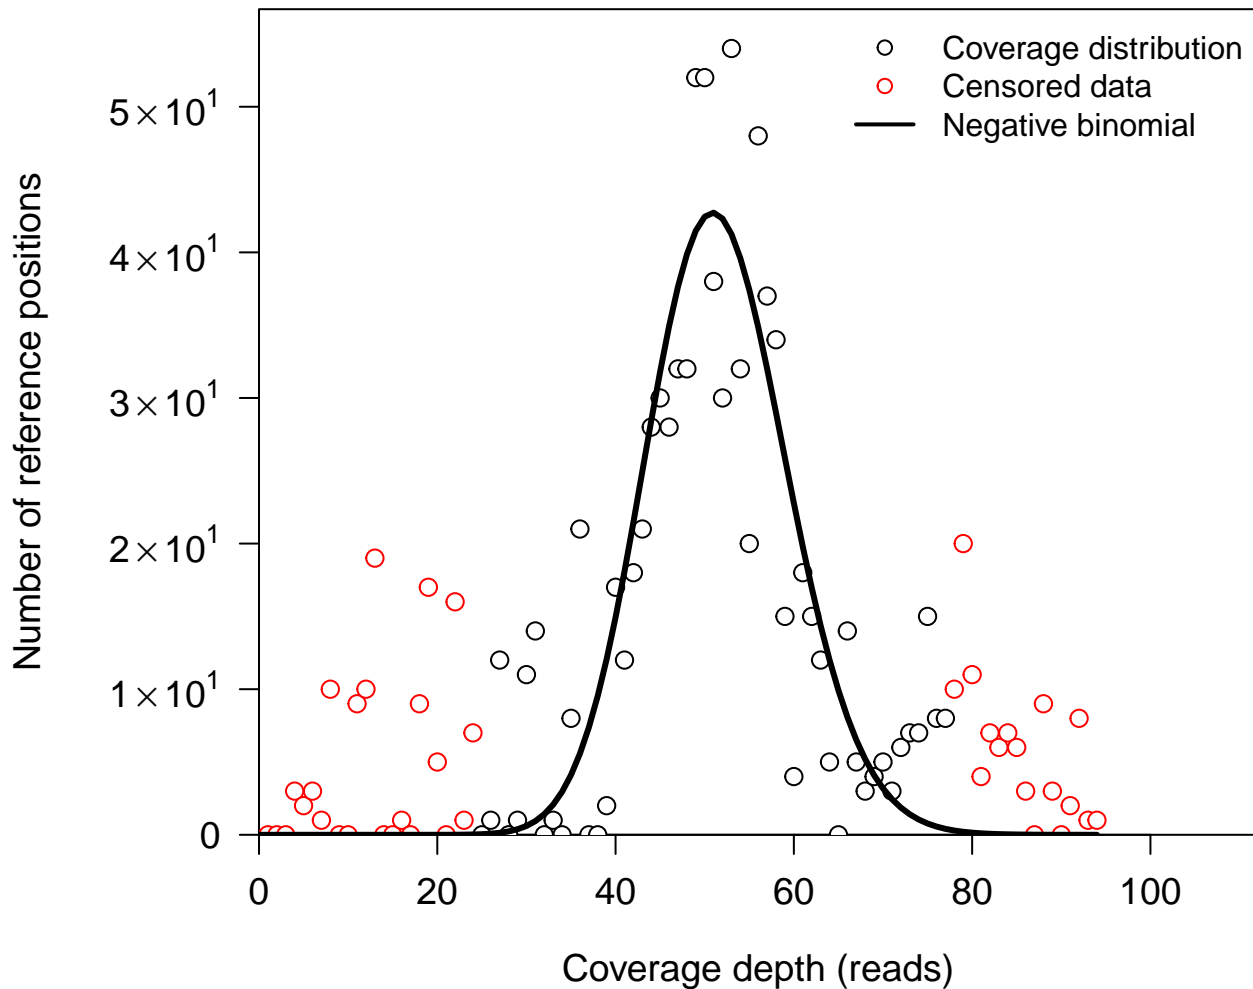 Coverage distribution
Censored data
Negative binomial
Number of reference positions
5×10¹
4×10¹
3×10¹
2×10¹
1×10¹
0
0 20 40 60 80 100
Coverage depth (reads)